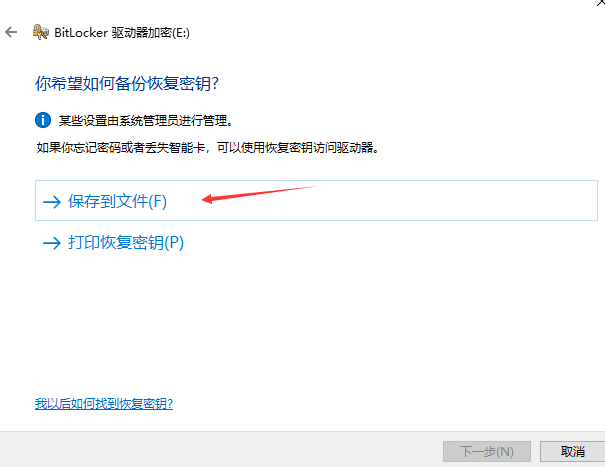 BitLocker 驱动器加密(E:)
你希望如何备份恢复密钥?
某些设置由系统管理员进行管理。
如果你忘记密码或者丢失智能卡，可以使用恢复密钥访问驱动器。
保存到文件(F)
打印恢复密钥(P)
我以后如何找到恢复密钥?
下一步(N) 取消